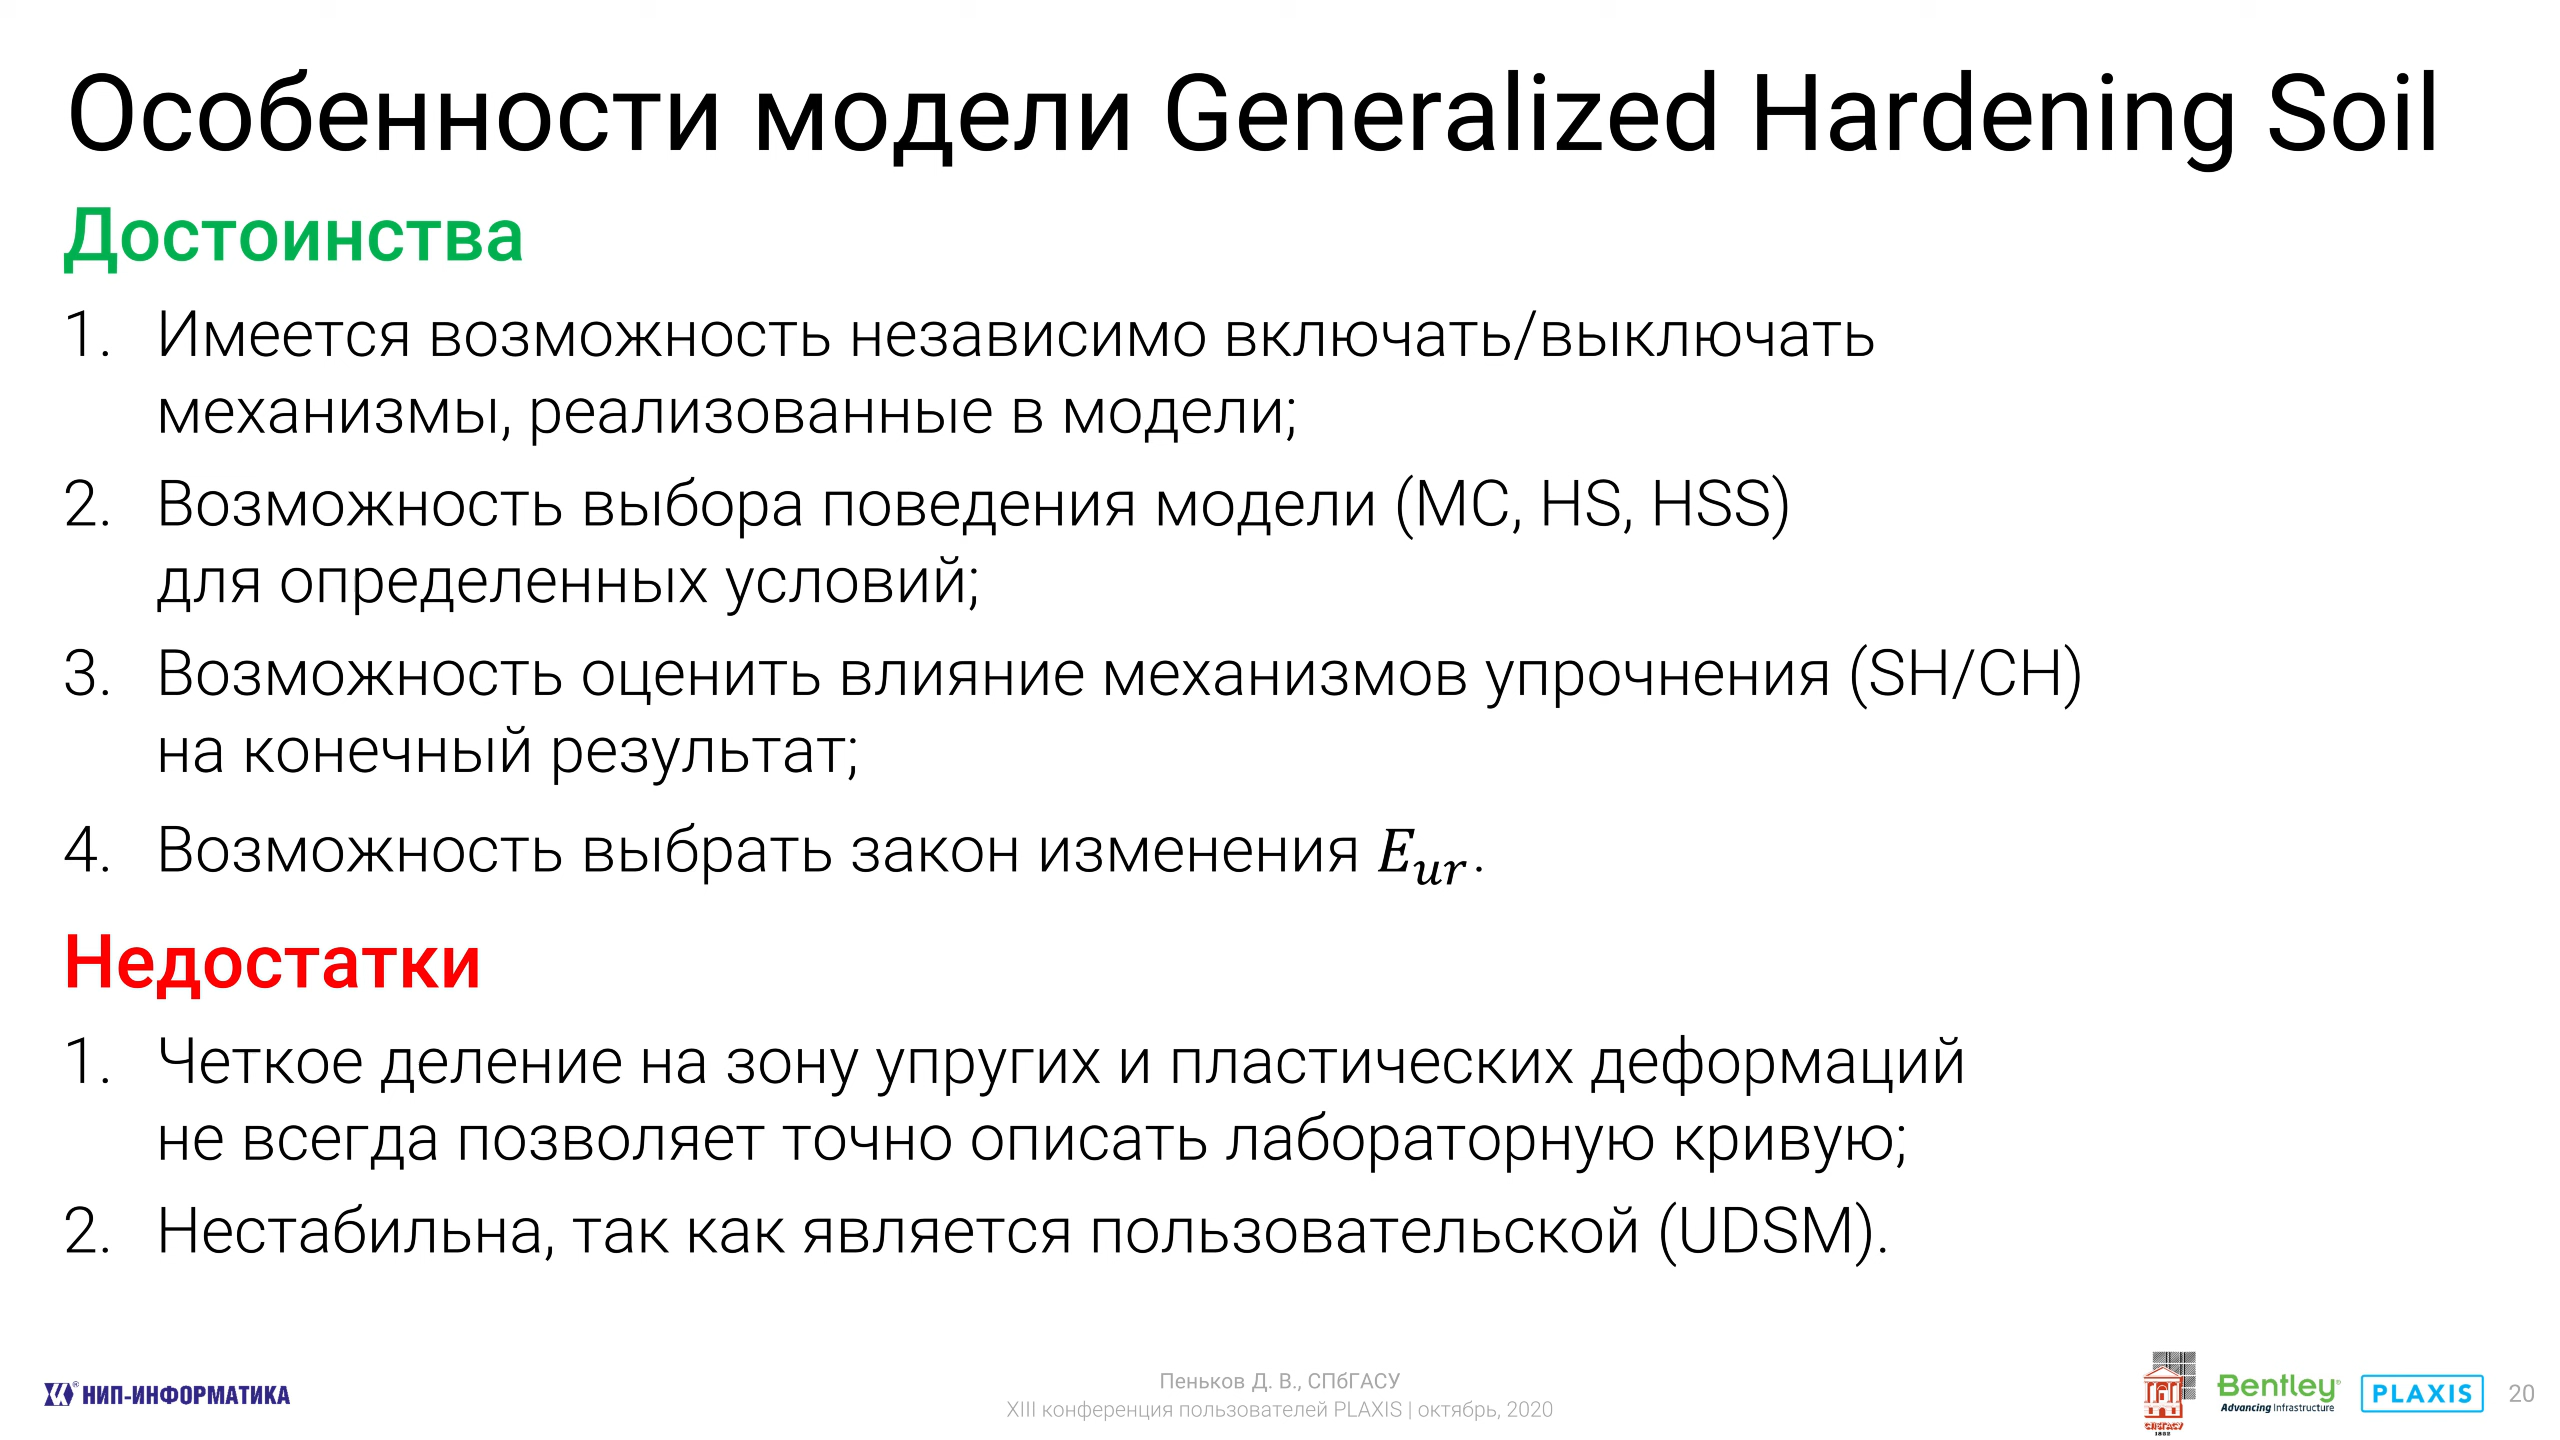 Особенности модели Generalized Hardening Soil
Достоинства
1. Имеется возможность независимо включать/выключать
механизмы, реализованные в модели;
2. Возможность выбора поведения модели (MC, HS, HSS)
для определенных условий;
3. Возможность оценить влияние механизмов упрочнения (SH/CH)
на конечный результат;
4. Возможность выбрать закон изменения E_ur.
Недостатки
1. Четкое деление на зону упругих и пластических деформаций
не всегда позволяет точно описать лабораторную кривую;
2. Нестабильна, так как является пользовательской (UDSM).
НИП-ИНФОРМАТИКА
Пеньков Д. В., СПбГАСУ
XIII конференция пользователей PLAXIS | октябрь, 2020
СПбГАСУ
1832
Bentley®
Advancing Infrastructure
PLAXIS
20